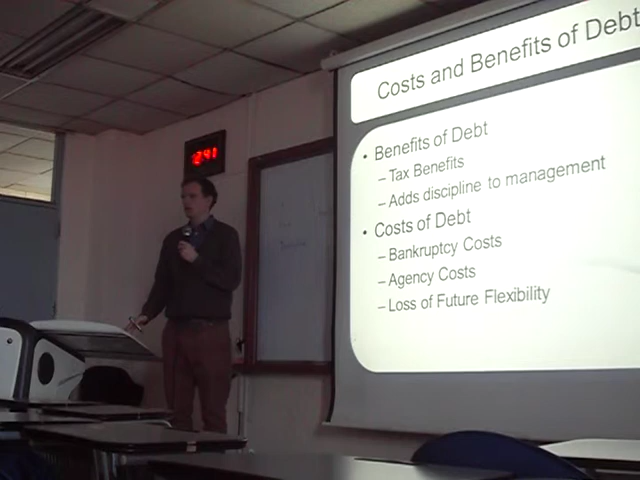 Costs and Benefits of Debt
• Benefits of Debt
– Tax Benefits
– Adds discipline to management
• Costs of Debt
– Bankruptcy Costs
– Agency Costs
– Loss of Future Flexibility